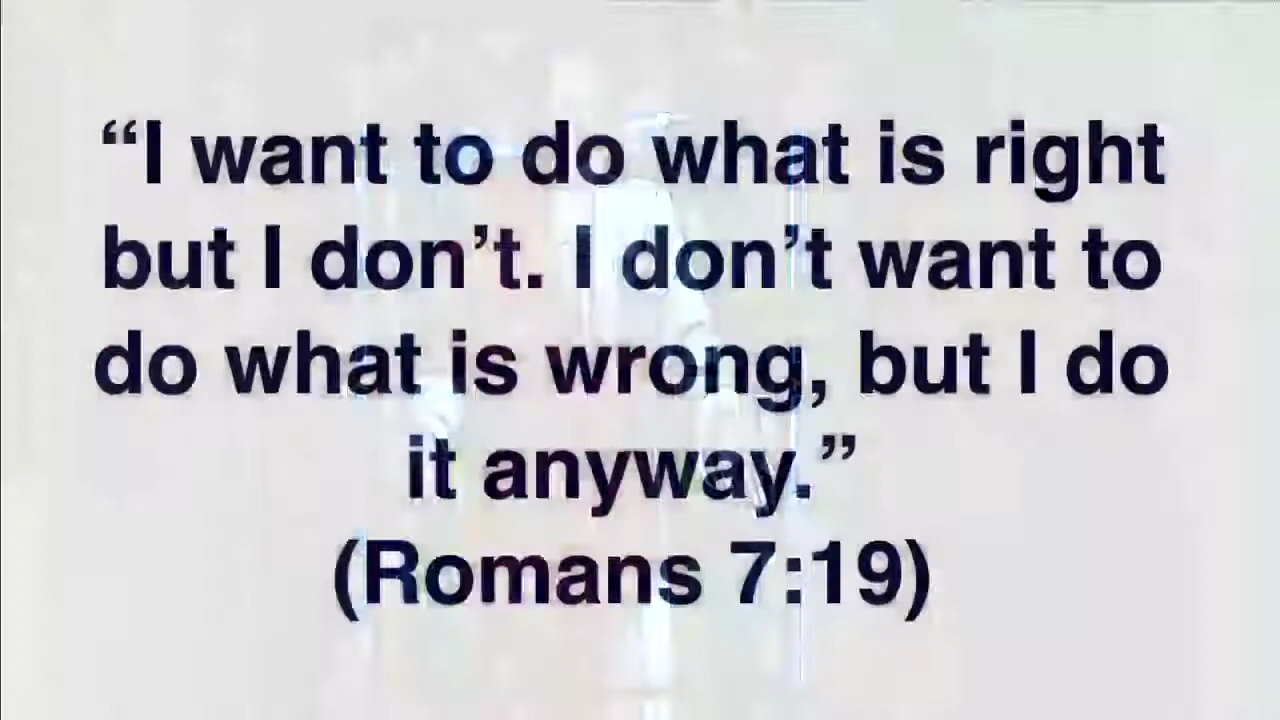 “I want to do what is right
but I don’t. I don’t want to
do what is wrong, but I do
it anyway.”
(Romans 7:19)